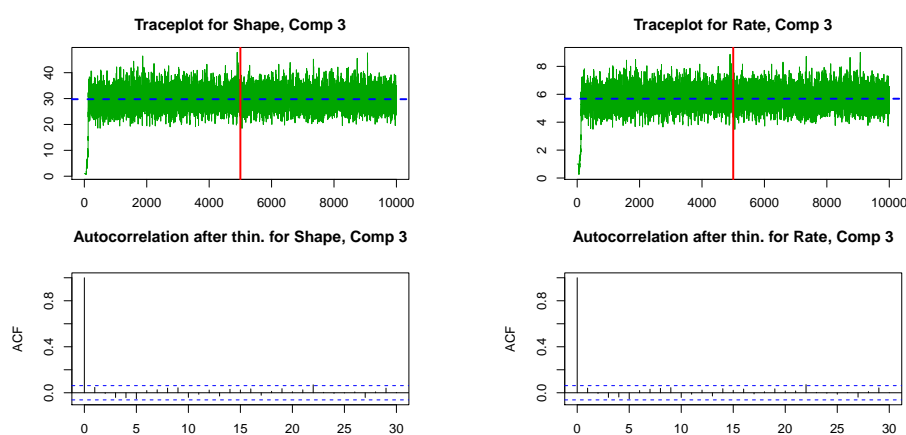 Traceplot for Shape, Comp 3
40
30
20
10
0
0 2000 4000 6000 8000 10000
Traceplot for Rate, Comp 3
8
6
4
2
0
0 2000 4000 6000 8000 10000
Autocorrelation after thin. for Shape, Comp 3
ACF
0.8
0.4
0.0
0 5 10 15 20 25 30
Autocorrelation after thin. for Rate, Comp 3
ACF
0.8
0.4
0.0
0 5 10 15 20 25 30